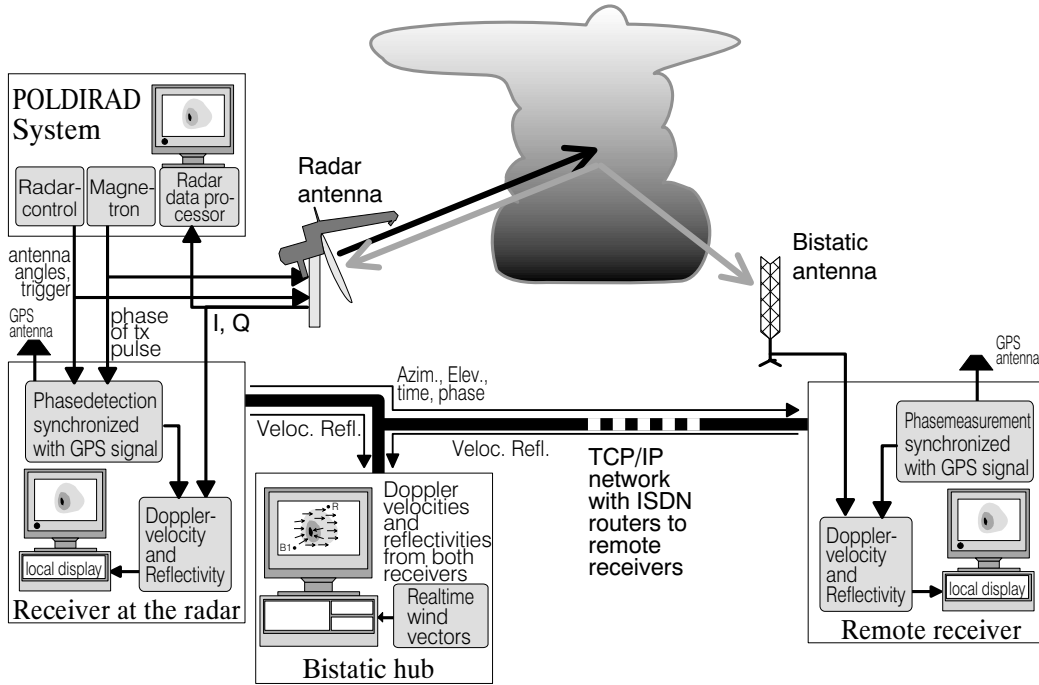 POLDIRAD
System
Radar-
control
Magne-
tron
Radar
data pro-
cessor
Radar
antenna
Bistatic
antenna
antenna
angles,
trigger
GPS
antenna
phase
of tx
pulse
I, Q
GPS
antenna
Phasedetection
synchronized
with GPS signal
Azim., Elev.,
time, phase
Veloc. Refl.
Veloc. Refl.
Phasemeasurement
synchronized
with GPS signal
TCP/IP
network
with ISDN
routers to
remote
receivers
Doppler-
velocity
and
Reflectivity
local display
Receiver at the radar
R
B1
Doppler
velocities
and
reflectivities
from both
receivers
Realtime
wind
vectors
Bistatic hub
Doppler-
velocity
and
Reflectivity
local display
Remote receiver